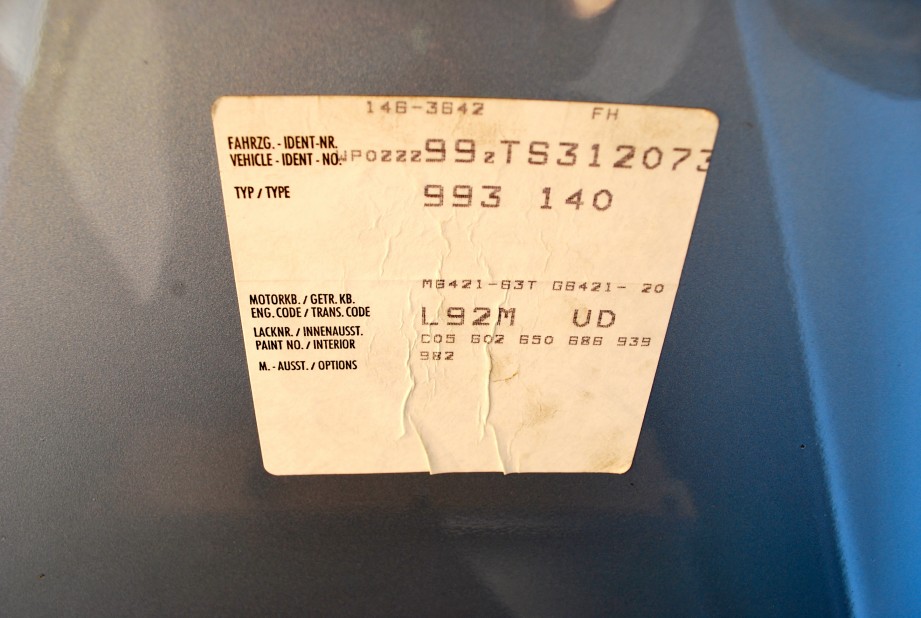 146-3642 FH
FAHRZG. - IDENT-NR.
VEHICLE - IDENT - NO. WP0ZZZ99ZTS312073
TYP / TYPE 993 140
M6421-63T G6421- 20
MOTORKB. / GETR. KB.
ENG. CODE / TRANS. CODE L92M UD
LACKNR. / INNENAUSST.
PAINT NO. / INTERIOR C05 602 650 686 939
982
M. - AUSST. / OPTIONS